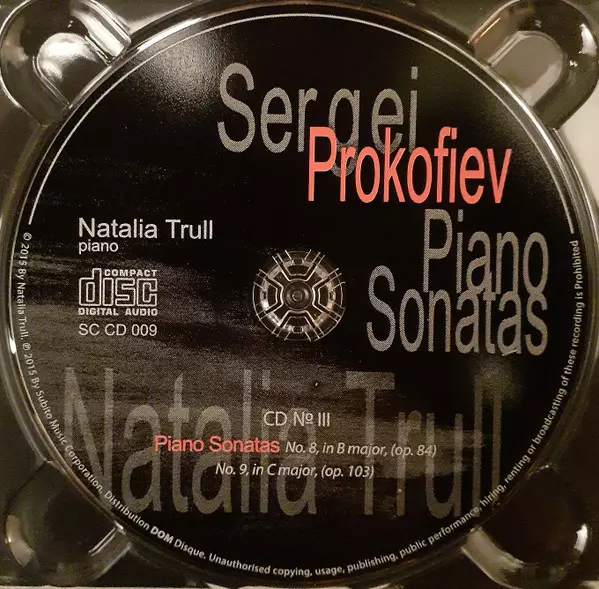 Sergei
Prokofiev
Piano
Sonatas
Natalia Trull
piano
COMPACT
disc
DIGITAL AUDIO
SC CD 009
Natalia Trull
CD № III
Piano Sonatas No. 8, in B major, (op. 84)
No. 9, in C major, (op. 103)
© 2015 By Natalia Trull. ℗ 2015 By Subito Music Corporation. Distribution DOM Disque. Unauthorised copying, usage, publishing, public performance, hiring, renting or broadcasting of these recording is Prohibited